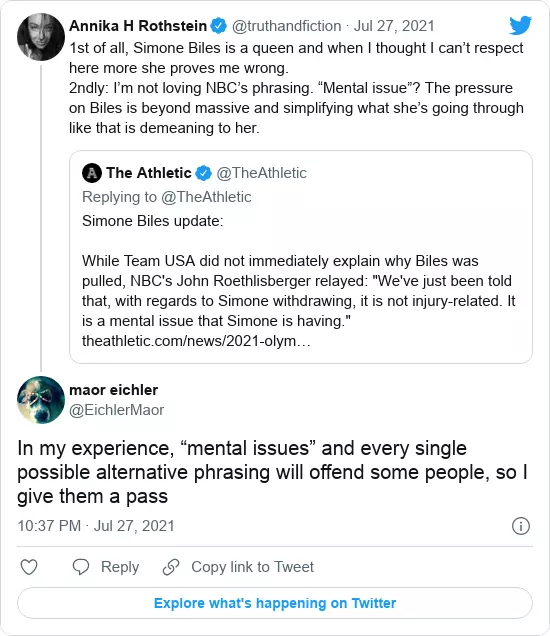 Annika H Rothstein @truthandfiction · Jul 27, 2021
1st of all, Simone Biles is a queen and when I thought I can’t respect
here more she proves me wrong.
2ndly: I’m not loving NBC’s phrasing. “Mental issue”? The pressure
on Biles is beyond massive and simplifying what she’s going through
like that is demeaning to her.
The Athletic @TheAthletic
Replying to @TheAthletic
Simone Biles update:
While Team USA did not immediately explain why Biles was
pulled, NBC's John Roethlisberger relayed: "We've just been told
that, with regards to Simone withdrawing, it is not injury-related. It
is a mental issue that Simone is having."
theathletic.com/news/2021-olym…
maor eichler
@EichlerMaor
In my experience, “mental issues” and every single
possible alternative phrasing will offend some people, so I
give them a pass
10:37 PM · Jul 27, 2021
Reply Copy link to Tweet
Explore what's happening on Twitter